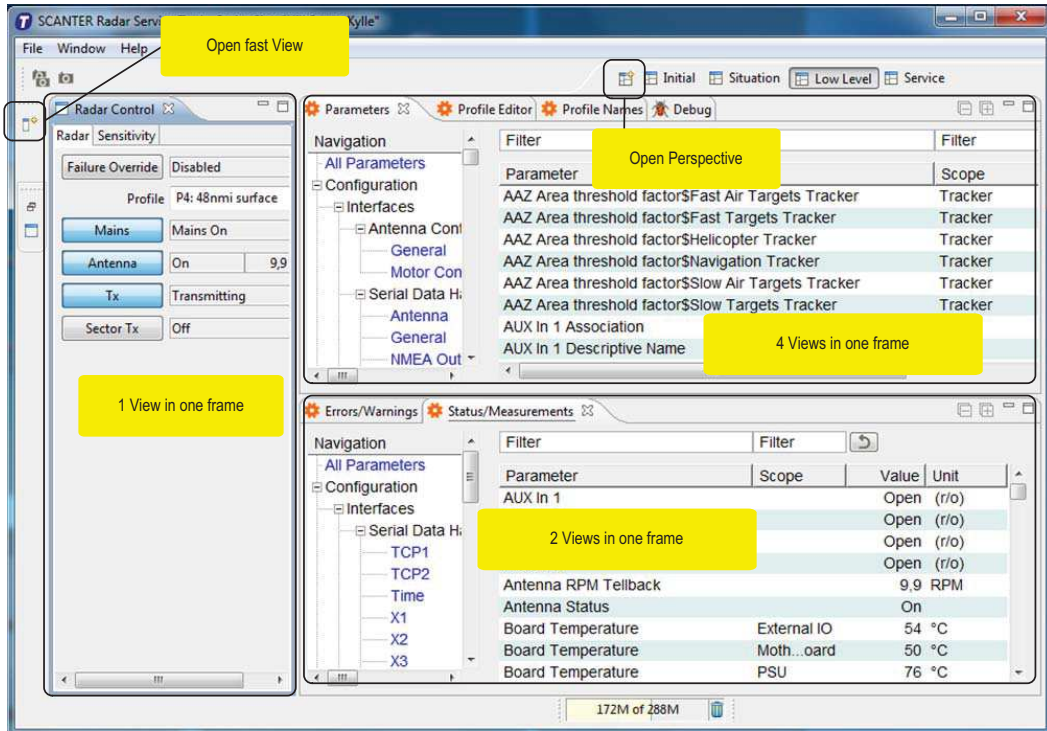 SCANTER Radar Servi Kylle"
File Window Help
Open fast View
Initial Situation Low Level Service
Radar Control
Radar Sensitivity
Failure Override Disabled
Profile P4: 48nmi surface
Mains Mains On
Antenna On 9,9
Tx Transmitting
Sector Tx Off
1 View in one frame
Parameters Profile Editor Profile Names Debug
Navigation
All Parameters
Configuration
Interfaces
Antenna Cont
General
Motor Con
Serial Data Ha
Antenna
General
NMEA Out
Filter Filter
Open Perspective
Parameter Scope
AAZ Area threshold factor$Fast Air Targets Tracker Tracker
AAZ Area threshold factor$Fast Targets Tracker Tracker
AAZ Area threshold factor$Helicopter Tracker Tracker
AAZ Area threshold factor$Navigation Tracker Tracker
AAZ Area threshold factor$Slow Air Targets Tracker Tracker
AAZ Area threshold factor$Slow Targets Tracker Tracker
AUX In 1 Association
AUX In 1 Descriptive Name
4 Views in one frame
Errors/Warnings Status/Measurements
Navigation
All Parameters
Configuration
Interfaces
Serial Data Ha
TCP1
TCP2
Time
X1
X2
X3
Filter Filter
Parameter Scope Value Unit
AUX In 1 Open (r/o)
Open (r/o)
Open (r/o)
Open (r/o)
2 Views in one frame
Antenna RPM Tellback 9,9 RPM
Antenna Status On
Board Temperature External IO 54 °C
Board Temperature Moth...oard 50 °C
Board Temperature PSU 76 °C
172M of 288M